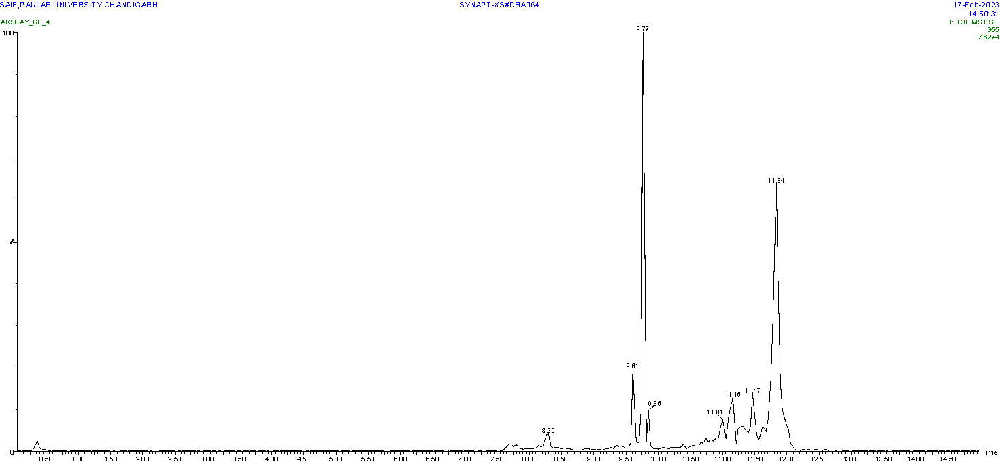 SAIF,PANJAB UNIVERSITY CHANDIGARH
SYNAPT-XS#DBA064
17-Feb-2023
14:50:31
AKSHAY_CF_4
1: TOF MS ES+
355
7.62e4
100
%
0
9.77
11.84
9.61
9.85
11.01
11.16
11.47
8.30
0.50 1.00 1.50 2.00 2.50 3.00 3.50 4.00 4.50 5.00 5.50 6.00 6.50 7.00 7.50 8.00 8.50 9.00 9.50 10.00 10.50 11.00 11.50 12.00 12.50 13.00 13.50 14.00 14.50 Time